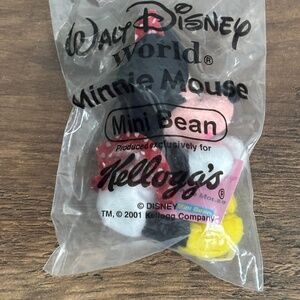 Walt Disney
World®
Minnie Mouse
Mini Bean
Produced exclusively for
Kellogg's®
© DISNEY
TM, © 2001 Kellogg Company